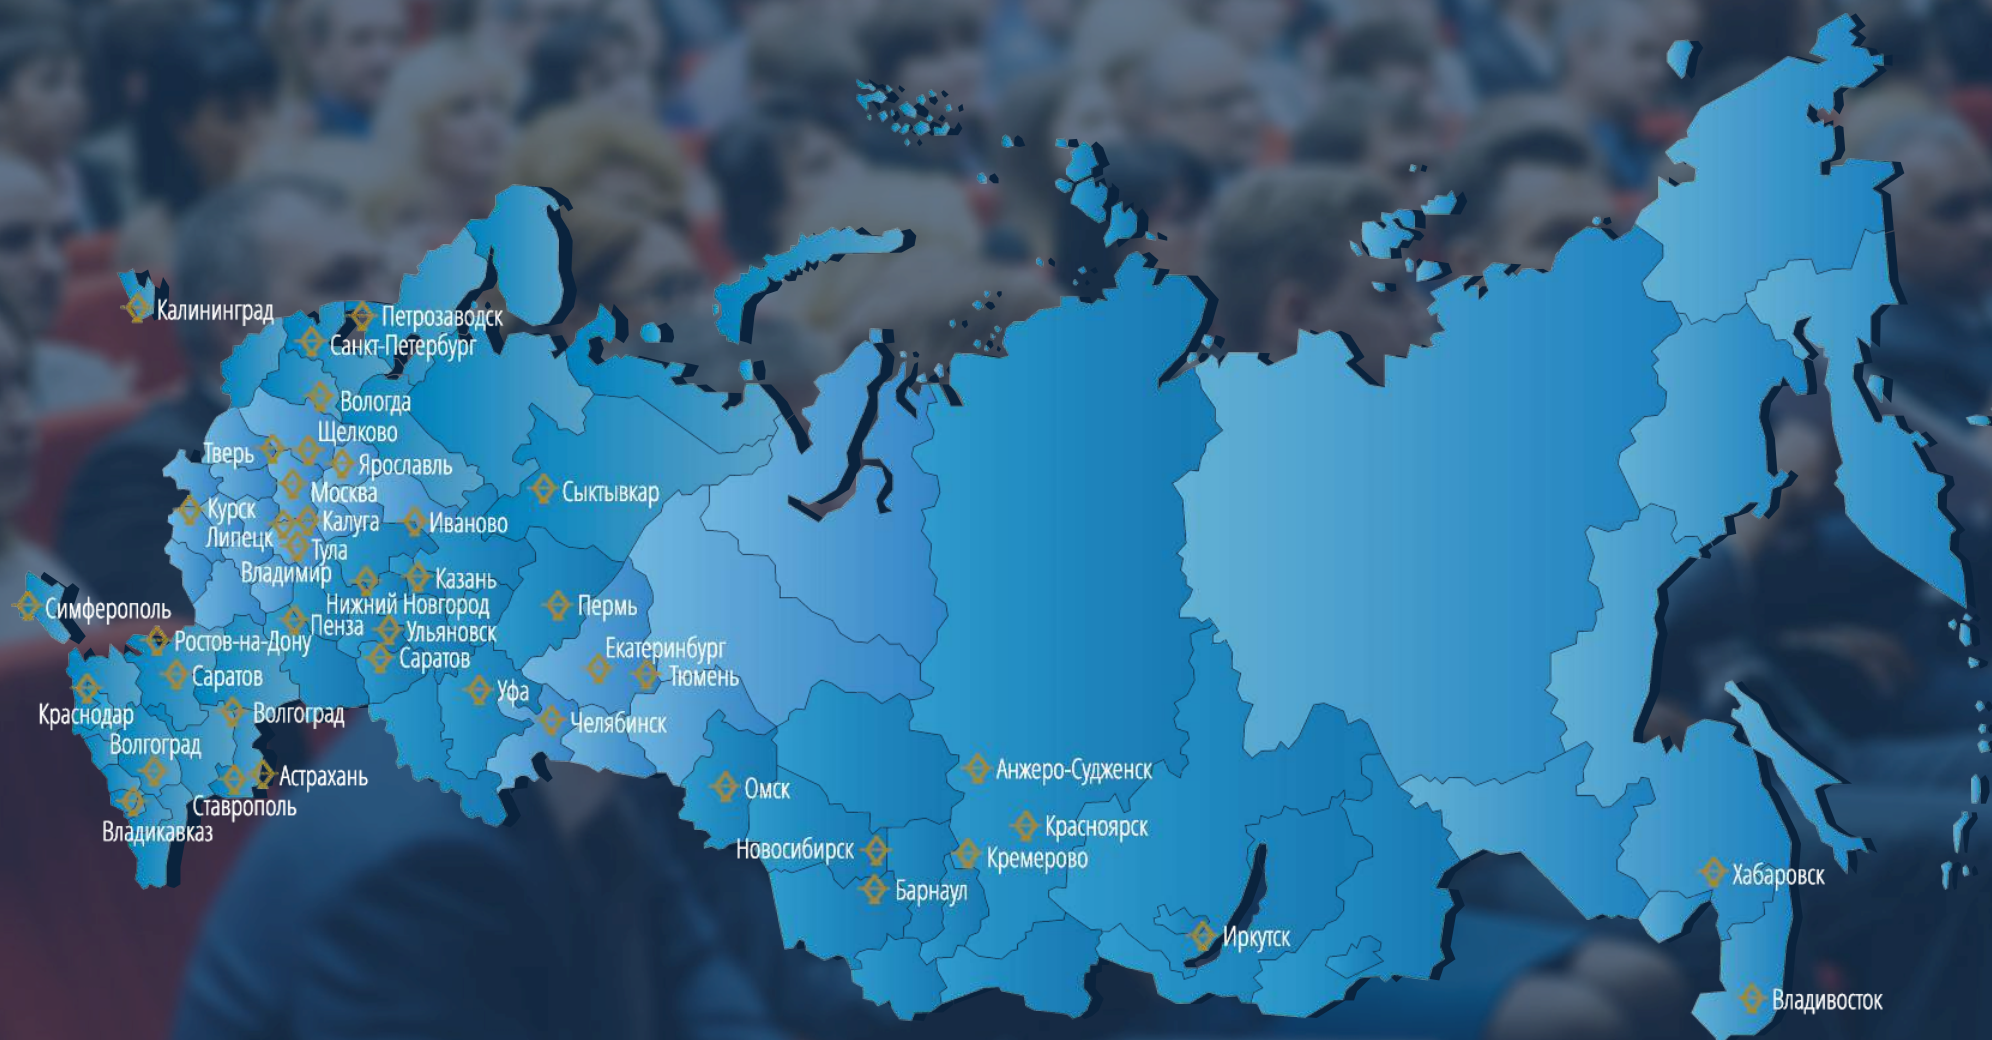 Калининград
Петрозаводск
Санкт-Петербург
Вологда
Щелково
Тверь
Ярославль
Москва
Сыктывкар
Курск
Калуга
Иваново
Липецк
Тула
Владимир
Казань
Нижний Новгород
Пермь
Симферополь
Пенза
Ульяновск
Ростов-на-Дону
Екатеринбург
Саратов
Саратов
Тюмень
Уфа
Краснодар
Волгоград
Челябинск
Волгоград
Анжеро-Судженск
Астрахань
Омск
Ставрополь
Красноярск
Владикавказ
Новосибирск
Кремерово
Хабаровск
Барнаул
Иркутск
Владивосток